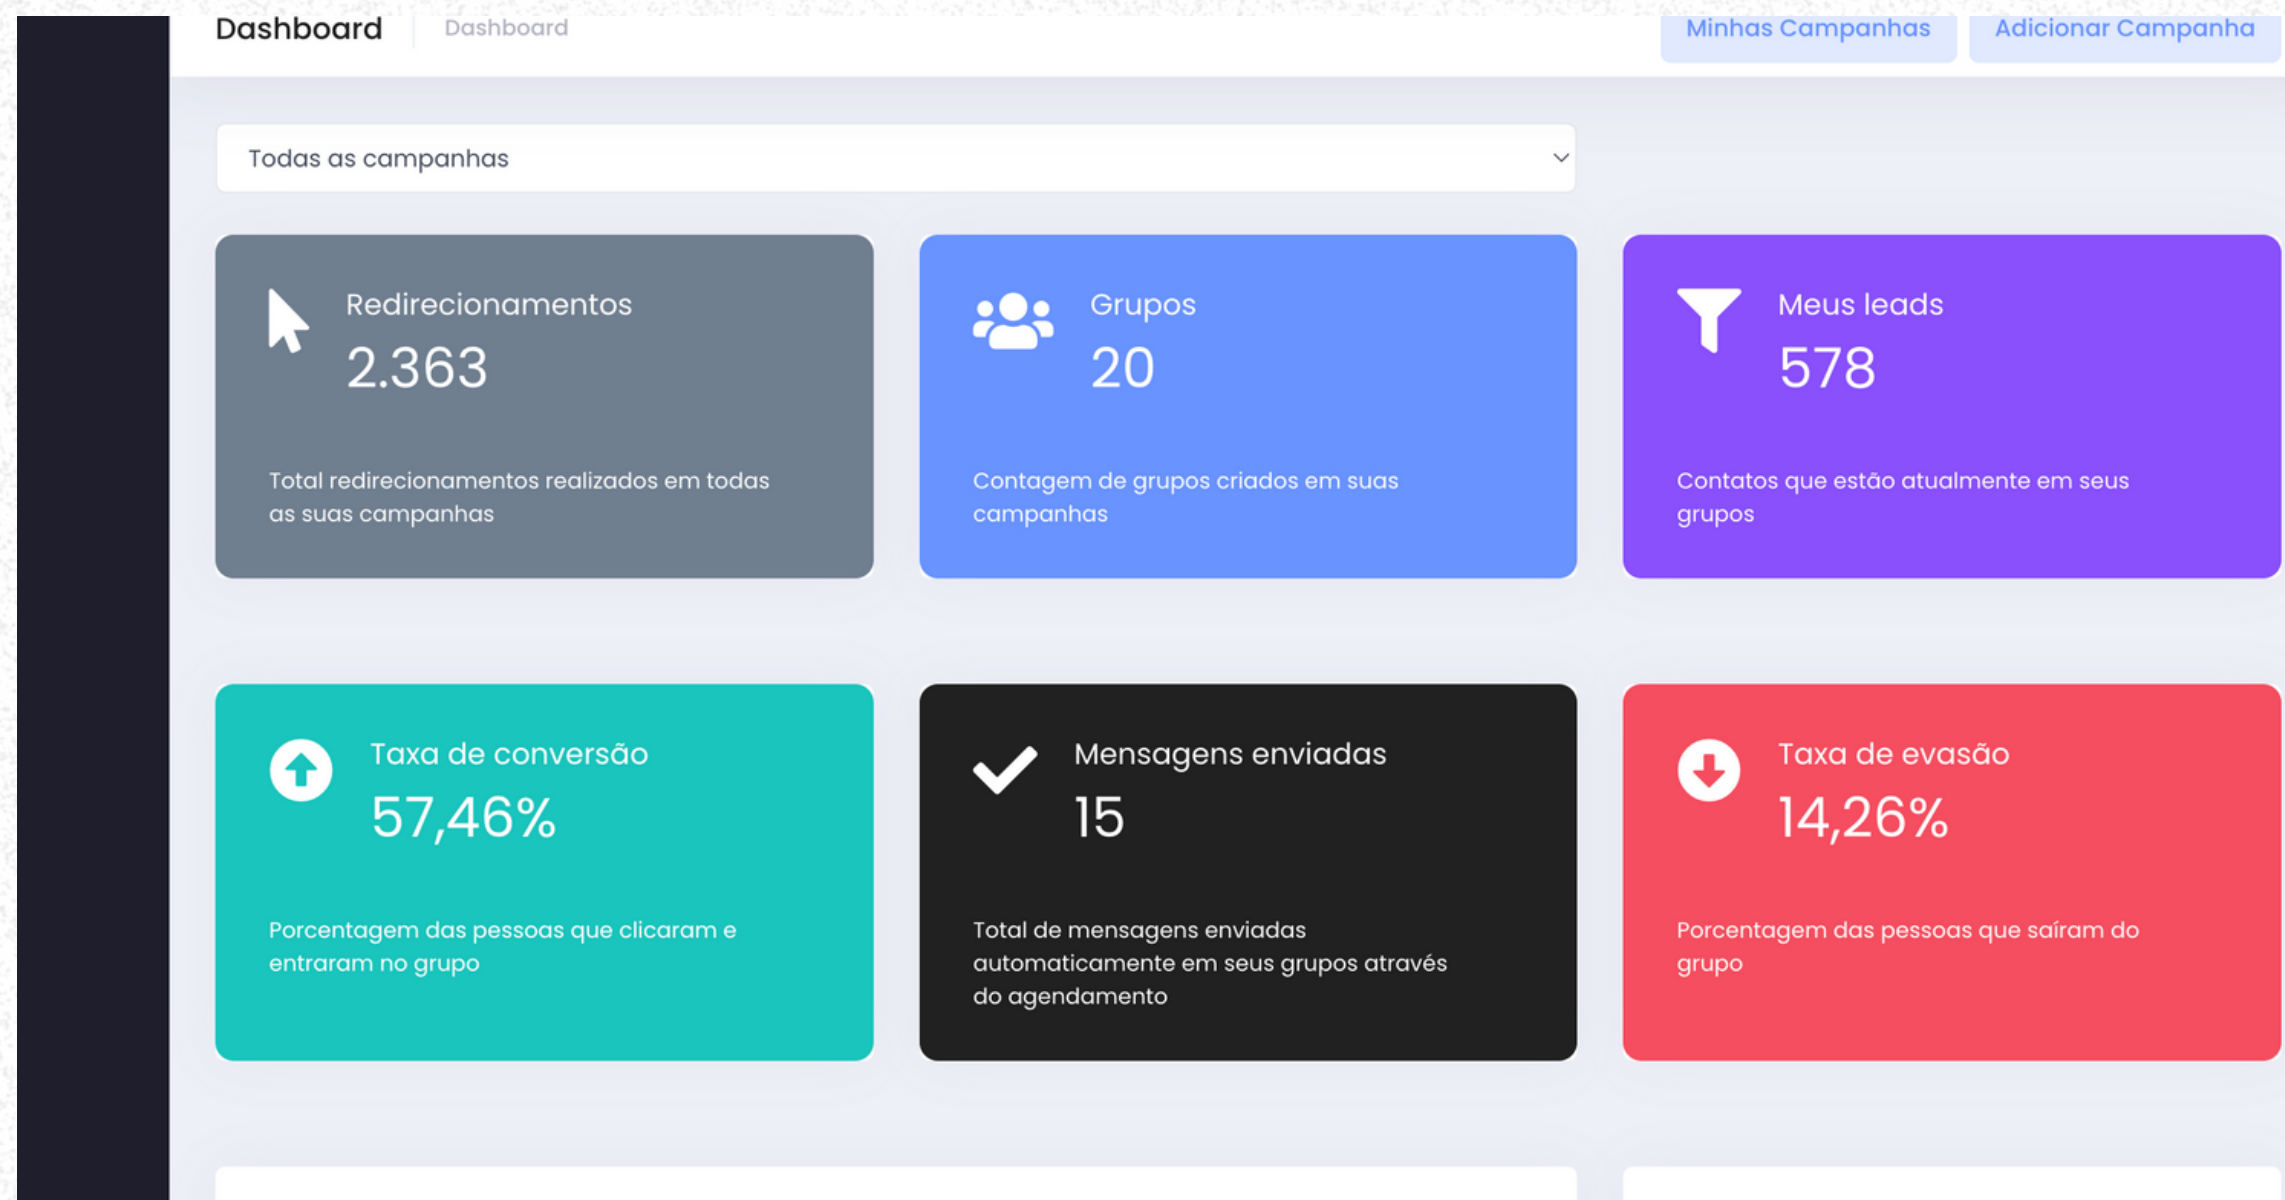 Dashboard
Dashboard
Minhas Campanhas
Adicionar Campanha
Todas as campanhas
Redirecionamentos
2.363
Total redirecionamentos realizados em todas
as suas campanhas
Grupos
20
Contagem de grupos criados em suas
campanhas
Meus leads
578
Contatos que estão atualmente em seus
grupos
Taxa de conversão
57,46%
Porcentagem das pessoas que clicaram e
entraram no grupo
Mensagens enviadas
15
Total de mensagens enviadas
automaticamente em seus grupos através
do agendamento
Taxa de evasão
14,26%
Porcentagem das pessoas que saíram do
grupo